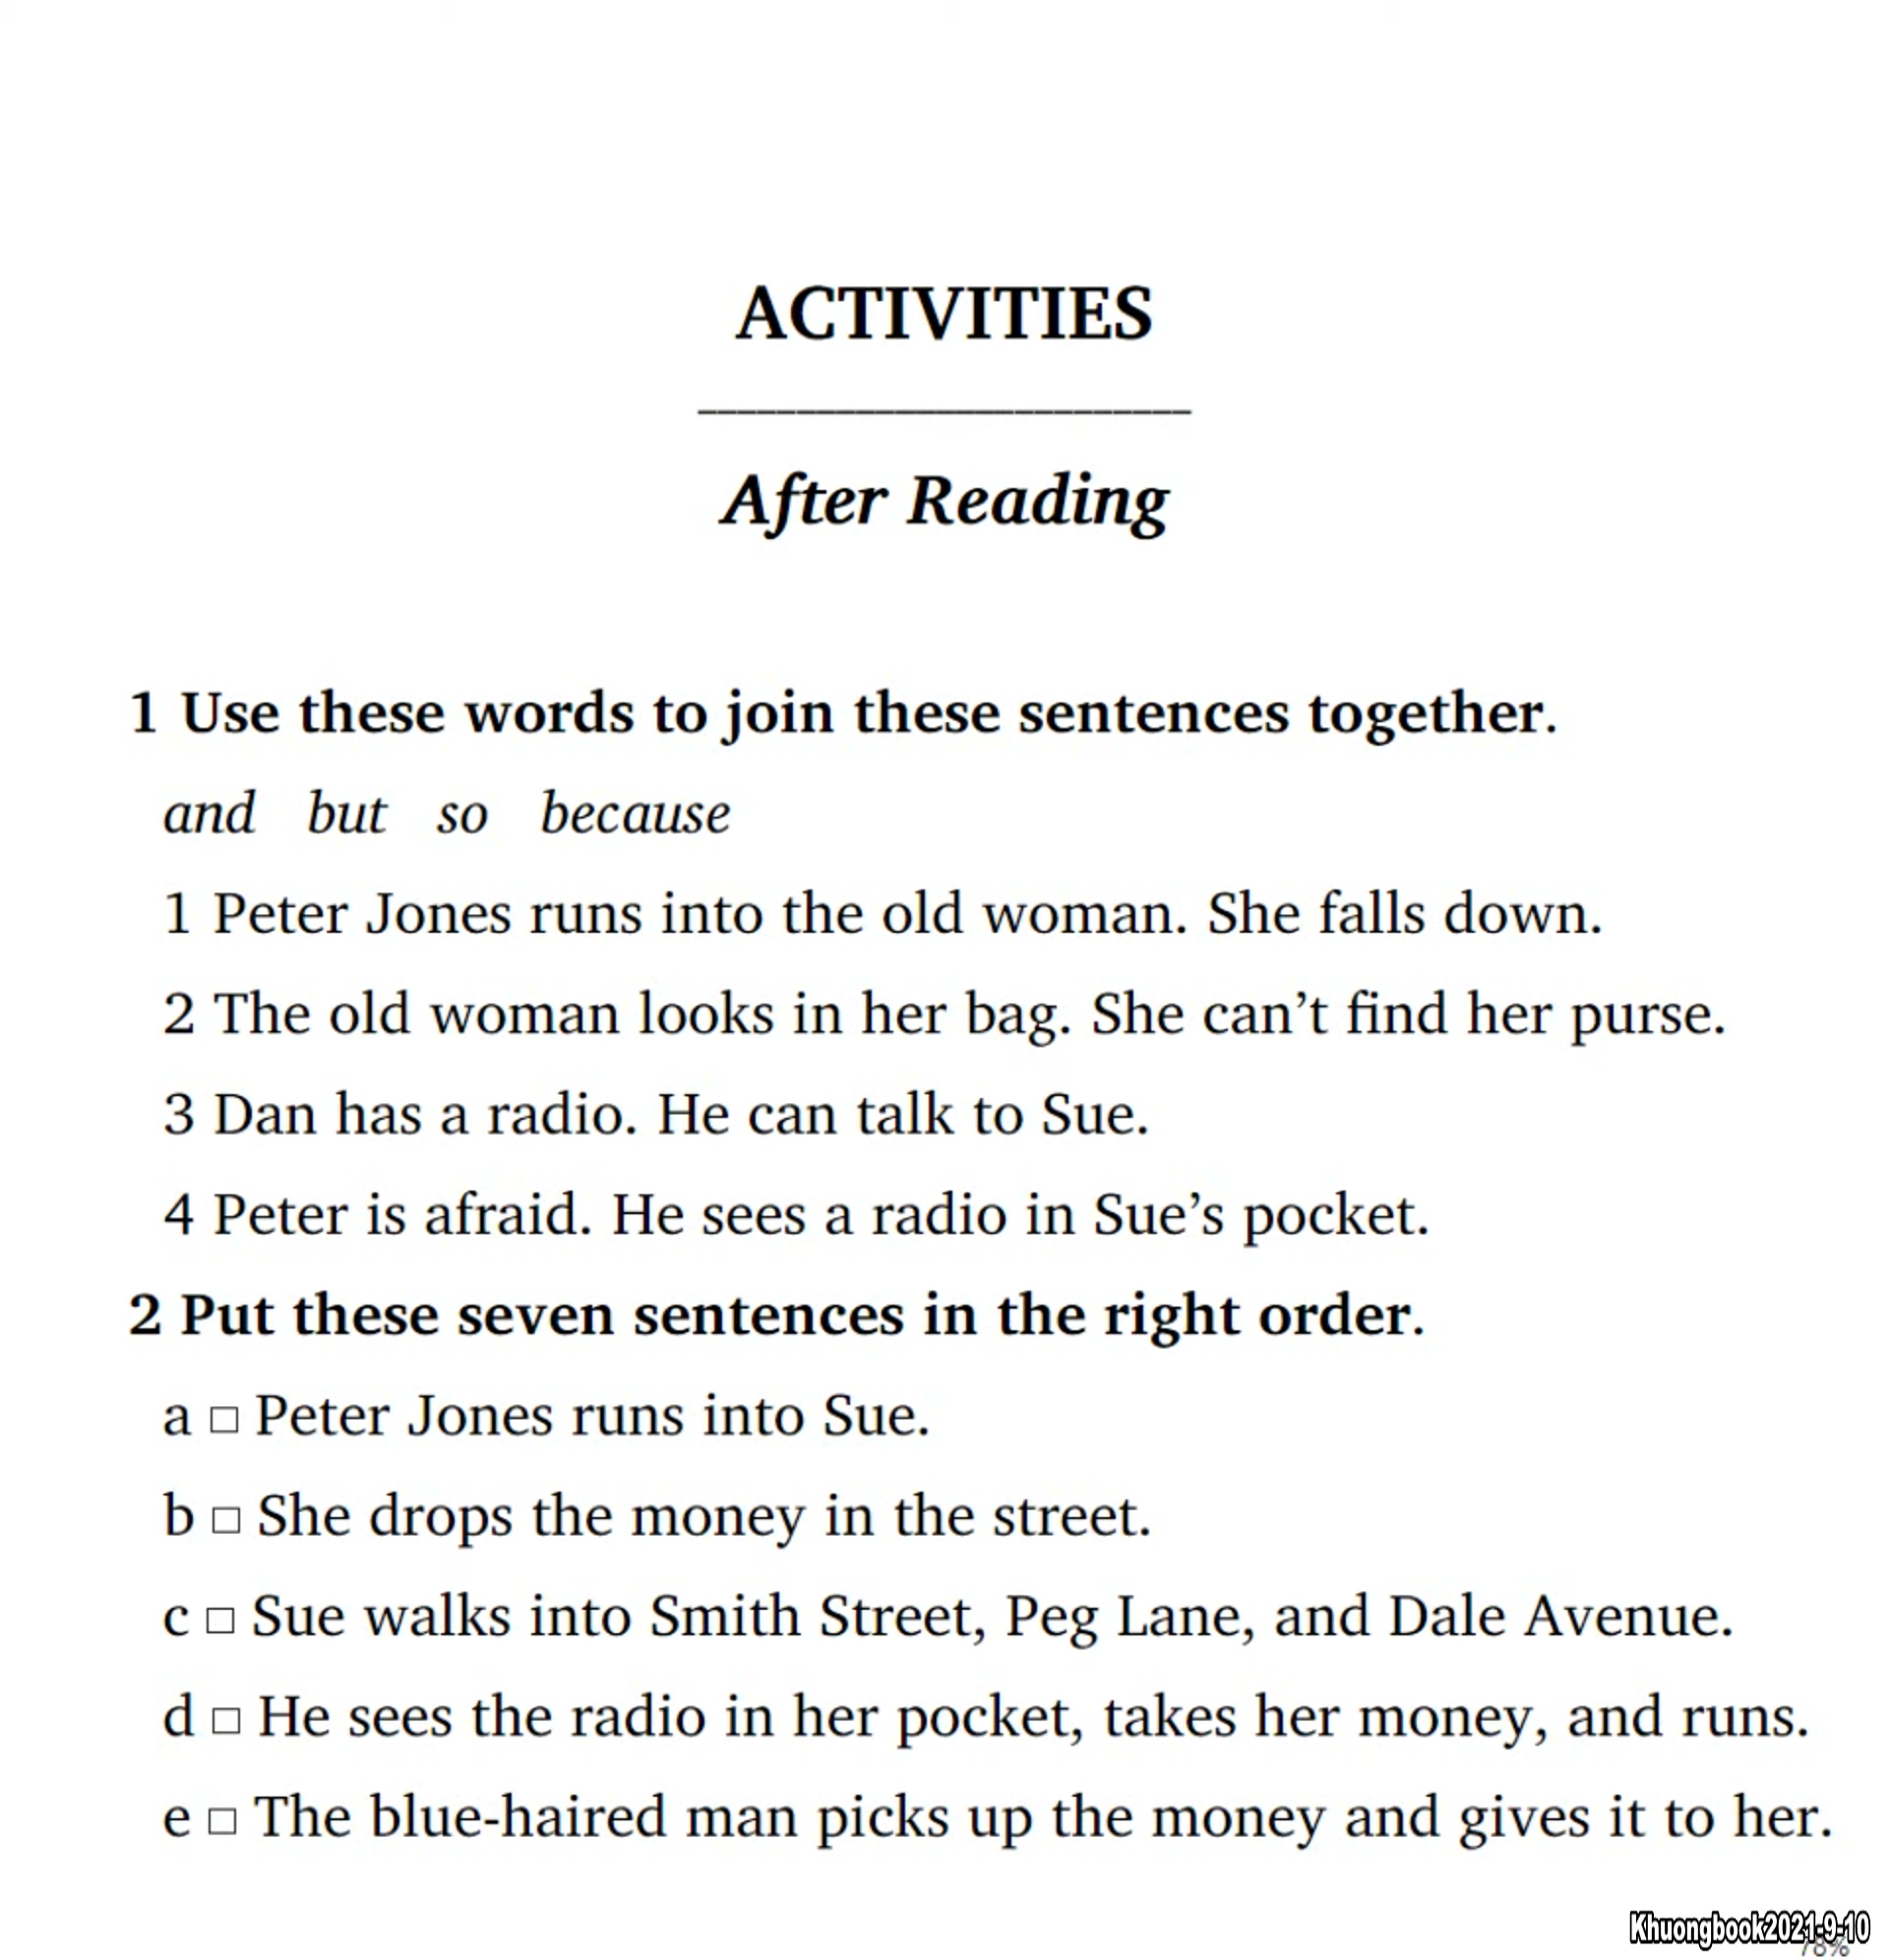 ACTIVITIES
After Reading
1 Use these words to join these sentences together.
and but so because
1 Peter Jones runs into the old woman. She falls down.
2 The old woman looks in her bag. She can’t find her purse.
3 Dan has a radio. He can talk to Sue.
4 Peter is afraid. He sees a radio in Sue’s pocket.
2 Put these seven sentences in the right order.
a □ Peter Jones runs into Sue.
b □ She drops the money in the street.
c □ Sue walks into Smith Street, Peg Lane, and Dale Avenue.
d □ He sees the radio in her pocket, takes her money, and runs.
e □ The blue-haired man picks up the money and gives it to her.
Khuongbook2021-9-10
78%